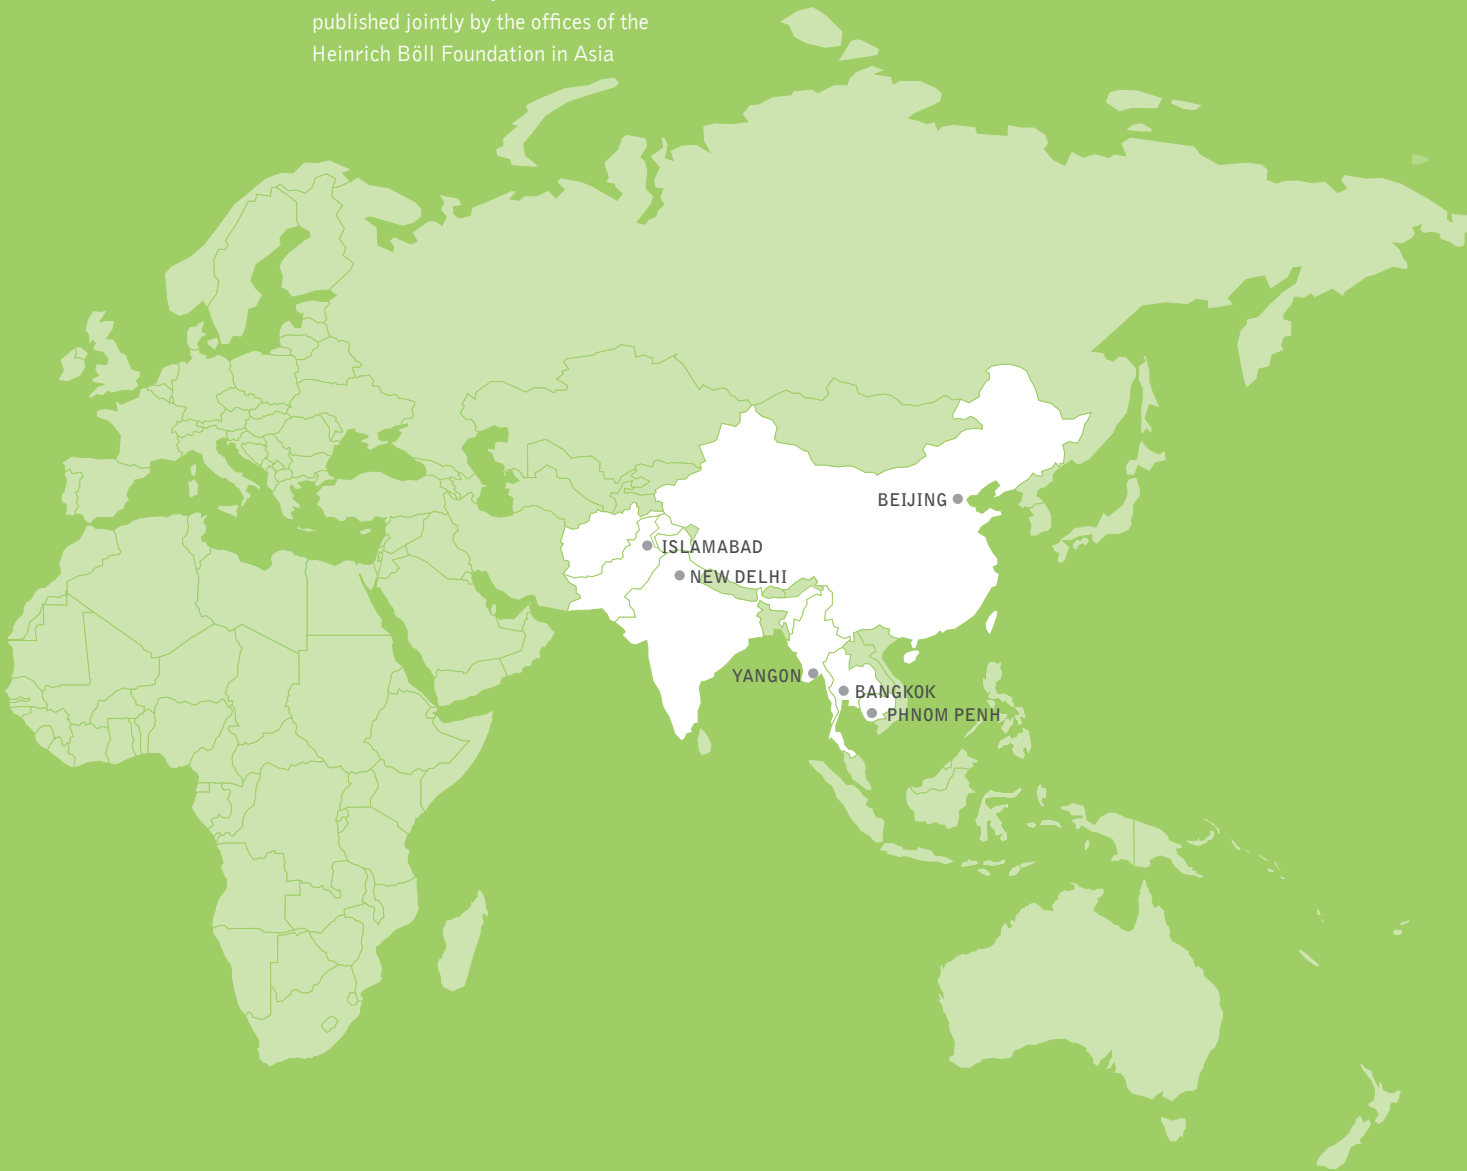 published jointly by the offices of the
Heinrich Böll Foundation in Asia
BEIJING
ISLAMABAD
NEW DELHI
YANGON
BANGKOK
PHNOM PENH